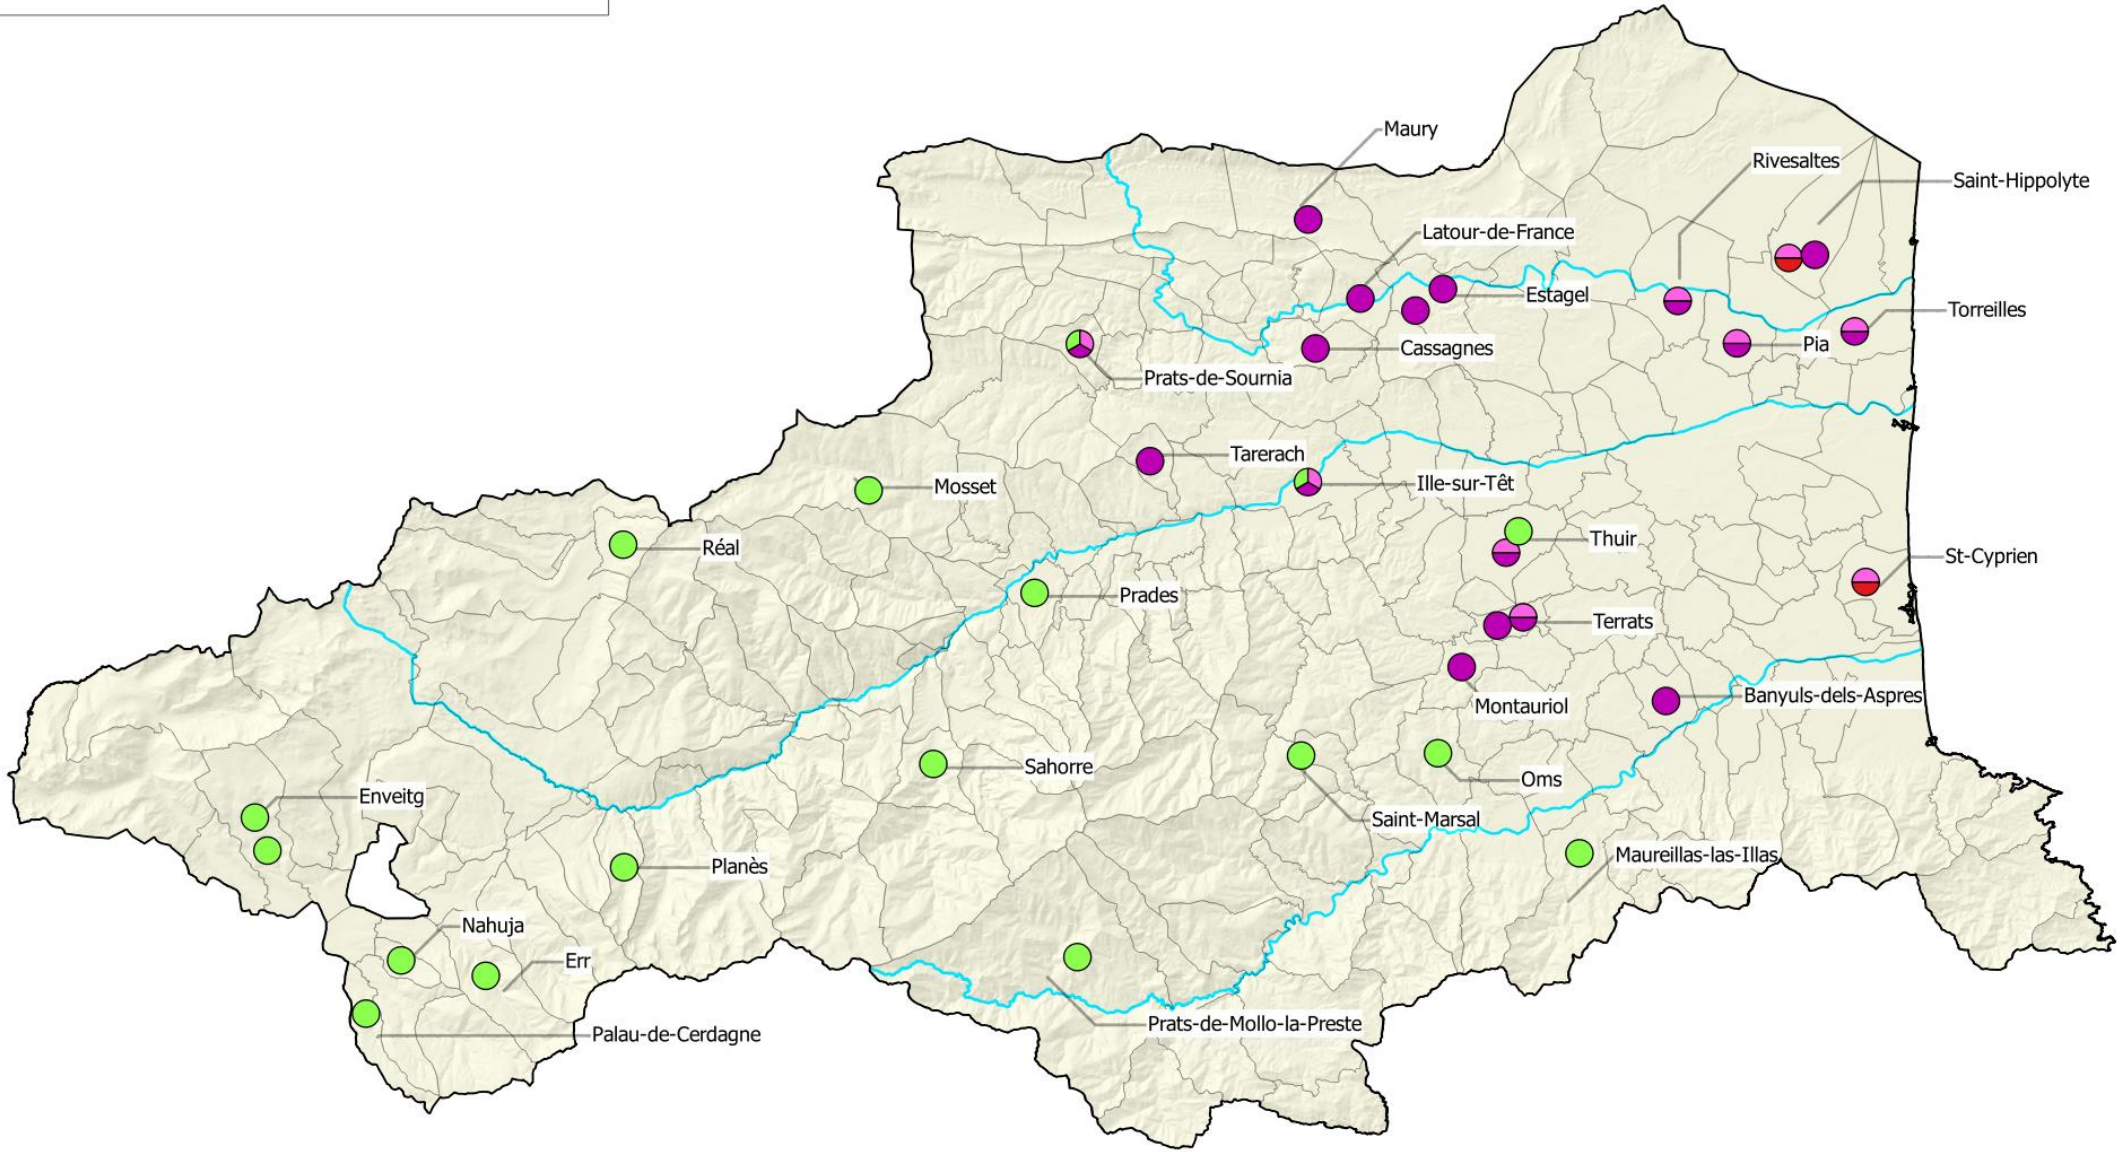 Maury
Rivesaltes
Saint-Hippolyte
Latour-de-France
Estagel
Torreilles
Pia
Cassagnes
Prats-de-Sournia
Tarerach
Ille-sur-Têt
Mosset
Thuir
Réal
St-Cyprien
Prades
Terrats
Banyuls-dels-Aspres
Montauriol
Sahorre
Oms
Enveitg
Saint-Marsal
Maureillas-las-Illas
Planès
Nahuja
Err
Prats-de-Mollo-la-Preste
Palau-de-Cerdagne